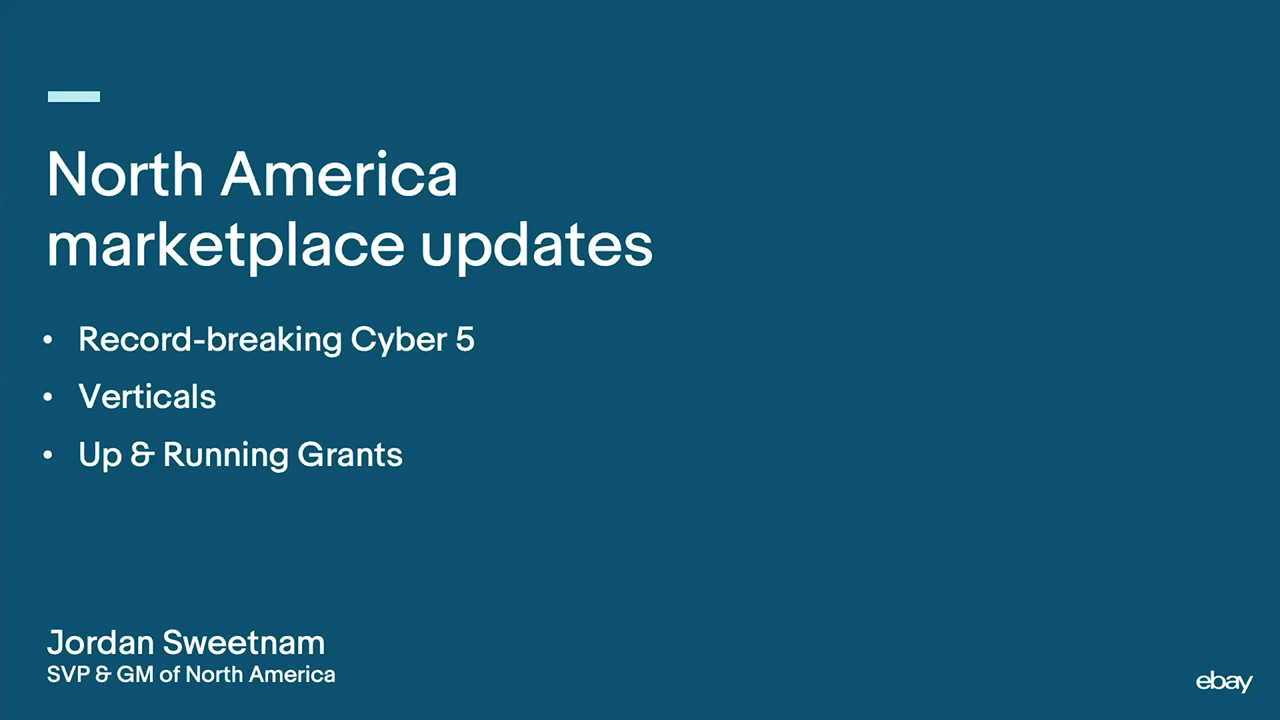 North America
marketplace updates
• Record-breaking Cyber 5
• Verticals
• Up & Running Grants
Jordan Sweetnam
SVP & GM of North America
ebay